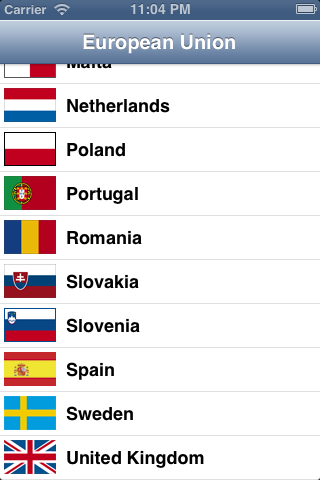 Carrier 11:04 PM
European Union
Malta
Netherlands
Poland
Portugal
Romania
Slovakia
Slovenia
Spain
Sweden
United Kingdom